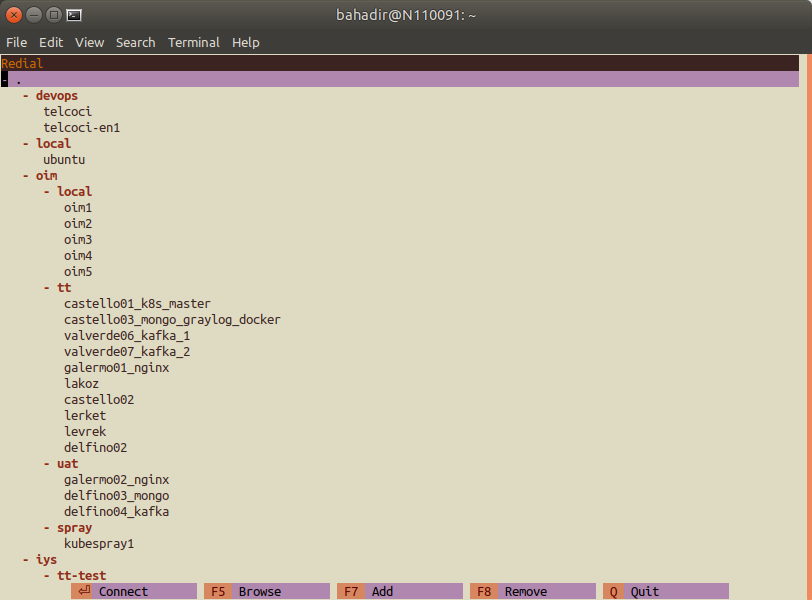 bahadir@N110091: ~
File Edit View Search Terminal Help
Redial
- .
- devops
telcoci
telcoci-en1
- local
ubuntu
- oim
- local
oim1
oim2
oim3
oim4
oim5
- tt
castello01_k8s_master
castello03_mongo_graylog_docker
valverde06_kafka_1
valverde07_kafka_2
galermo01_nginx
lakoz
castello02
lerket
levrek
delfino02
- uat
galermo02_nginx
delfino03_mongo
delfino04_kafka
- spray
kubespray1
- iys
- tt-test
⏎ Connect F5 Browse F7 Add F8 Remove Q Quit